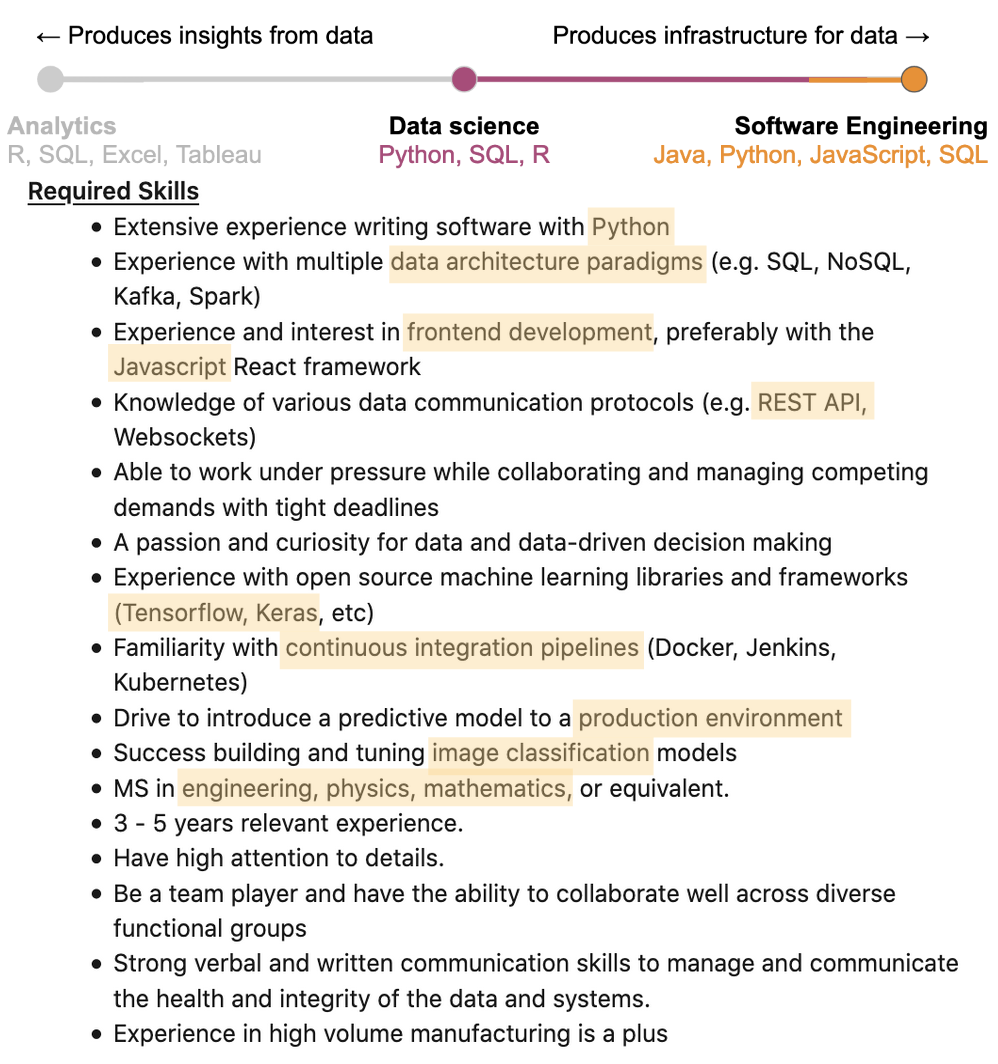 ← Produces insights from data
Produces infrastructure for data →
Analytics
R, SQL, Excel, Tableau
Data science
Python, SQL, R
Software Engineering
Java, Python, JavaScript, SQL
Required Skills
• Extensive experience writing software with Python
• Experience with multiple data architecture paradigms (e.g. SQL, NoSQL,
Kafka, Spark)
• Experience and interest in frontend development, preferably with the
Javascript React framework
• Knowledge of various data communication protocols (e.g. REST API,
Websockets)
• Able to work under pressure while collaborating and managing competing
demands with tight deadlines
• A passion and curiosity for data and data-driven decision making
• Experience with open source machine learning libraries and frameworks
(Tensorflow, Keras, etc)
• Familiarity with continuous integration pipelines (Docker, Jenkins,
Kubernetes)
• Drive to introduce a predictive model to a production environment
• Success building and tuning image classification models
• MS in engineering, physics, mathematics, or equivalent.
• 3 - 5 years relevant experience.
• Have high attention to details.
• Be a team player and have the ability to collaborate well across diverse
functional groups
• Strong verbal and written communication skills to manage and communicate
the health and integrity of the data and systems.
• Experience in high volume manufacturing is a plus